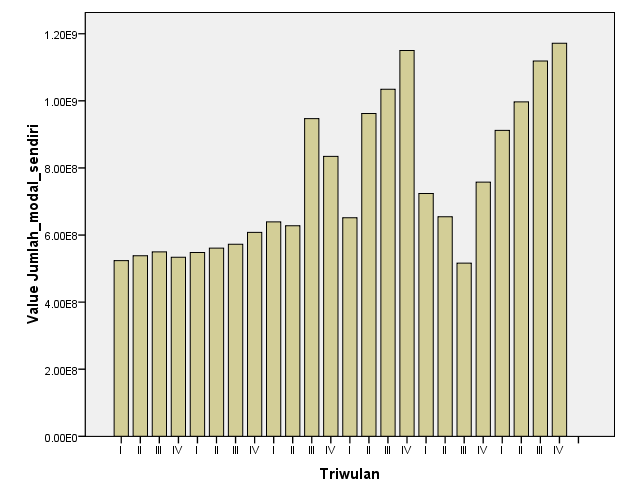 1.20E9
1.00E9
8.00E8
6.00E8
4.00E8
2.00E8
0.00E0
Value Jumlah_modal_sendiri
I II III IV I II III IV I II III IV I II III IV I II III IV I II III IV
Triwulan